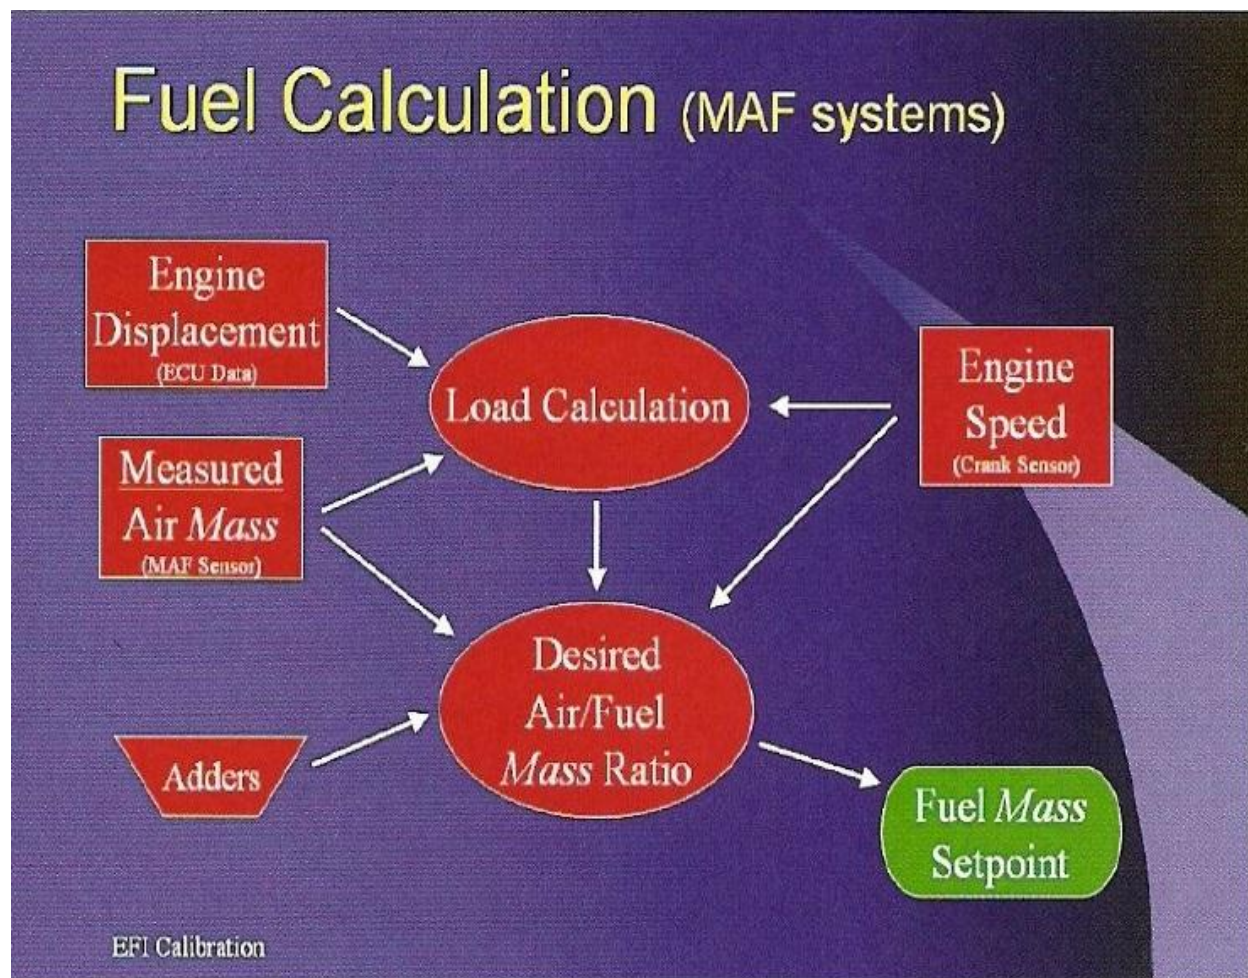 Fuel Calculation (MAF systems)
Engine
Displacement
(ECU Data)
Load Calculation
Engine
Speed
(Crank Sensor)
Measured
Air Mass
(MAF Sensor)
Desired
Air/Fuel
Mass Ratio
Adders
Fuel Mass
Setpoint
EFI Calibration